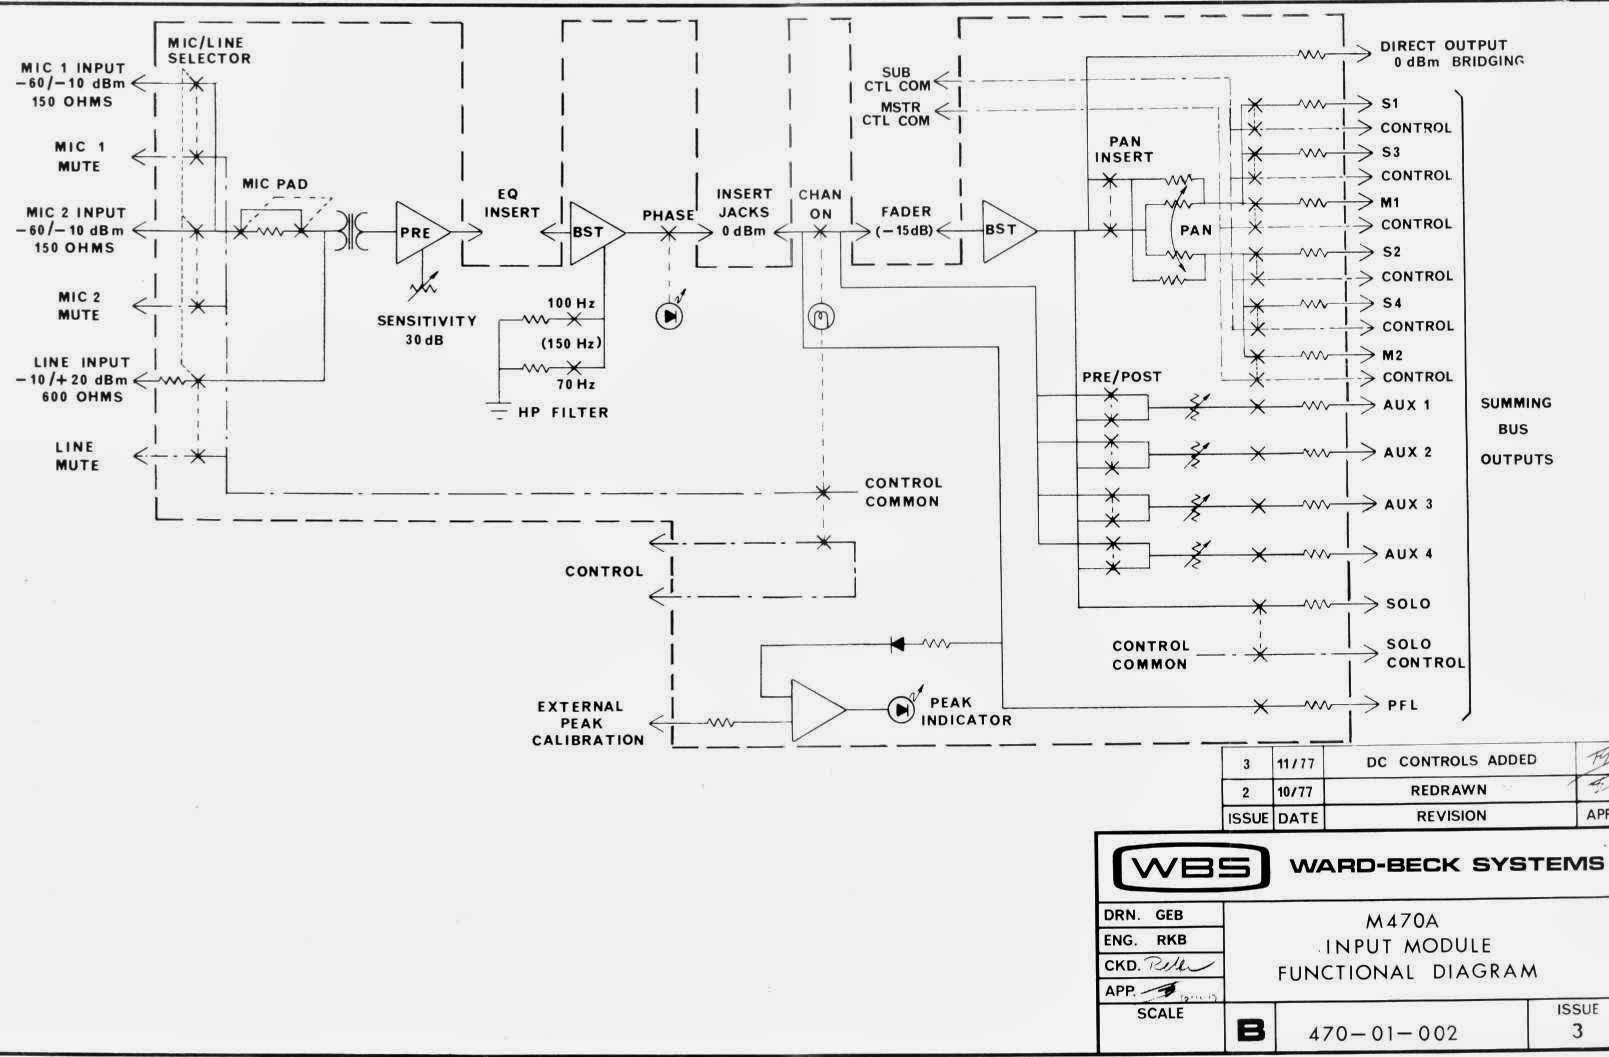 MIC/LINE
SELECTOR
MIC 1 INPUT
-60/-10 dBm
150 OHMS
MIC 1
MUTE
MIC PAD
MIC 2 INPUT
-60/-10 dBm
150 OHMS
MIC 2
MUTE
LINE INPUT
-10/+20 dBm
600 OHMS
LINE
MUTE
PRE
SENSITIVITY
30 dB
EQ
INSERT
BST
100 Hz
(150 Hz)
70 Hz
HP FILTER
PHASE
INSERT
JACKS
0 dBm
CHAN
ON
FADER
(-15dB)
SUB
CTL COM
MSTR
CTL COM
BST
PAN
INSERT
PAN
PRE/POST
CONTROL
COMMON
CONTROL
EXTERNAL
PEAK
CALIBRATION
PEAK
INDICATOR
CONTROL
COMMON
DIRECT OUTPUT
0 dBm BRIDGING
S1
CONTROL
S3
CONTROL
M1
CONTROL
S2
CONTROL
S4
CONTROL
M2
CONTROL
AUX 1
AUX 2
AUX 3
AUX 4
SOLO
SOLO
CONTROL
PFL
SUMMING
BUS
OUTPUTS
3 11/77 DC CONTROLS ADDED
2 10/77 REDRAWN
ISSUE DATE REVISION
WBS WARD-BECK SYSTEMS
DRN. GEB
ENG. RKB
CKD.
APP.
SCALE
M470A
INPUT MODULE
FUNCTIONAL DIAGRAM
B
470-01-002
ISSUE
3